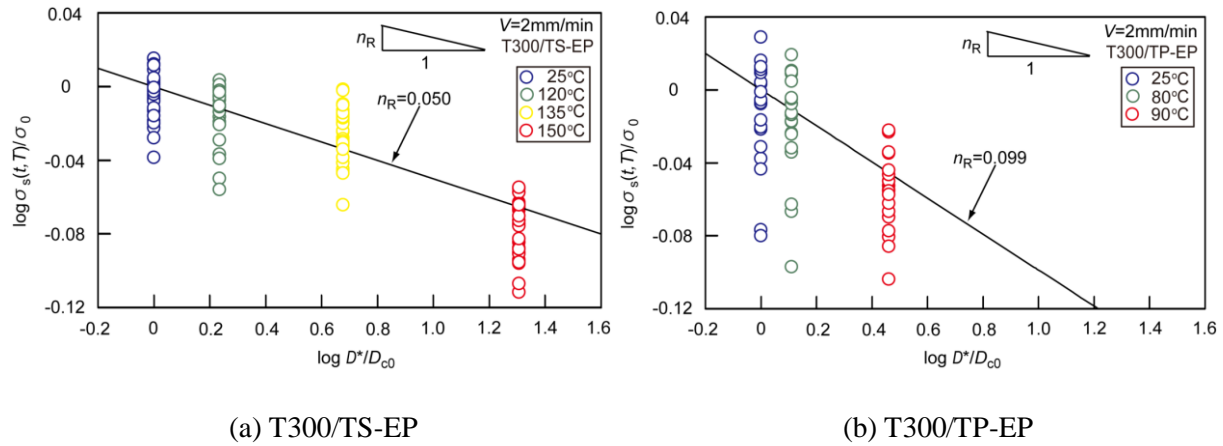 0.04
0
-0.04
-0.08
-0.12
log σs(t,T)/σ0
V=2mm/min
T300/TS-EP
nR
1
25°C
120°C
135°C
150°C
nR=0.050
-0.2 0 0.2 0.4 0.6 0.8 1.0 1.2 1.4 1.6
log D*/Dc0
(a) T300/TS-EP
0.04
0
-0.04
-0.08
-0.12
log σs(t,T)/σ0
V=2mm/min
T300/TP-EP
nR
1
25°C
80°C
90°C
nR=0.099
-0.2 0 0.2 0.4 0.6 0.8 1.0 1.2 1.4 1.6
log D*/Dc0
(b) T300/TP-EP